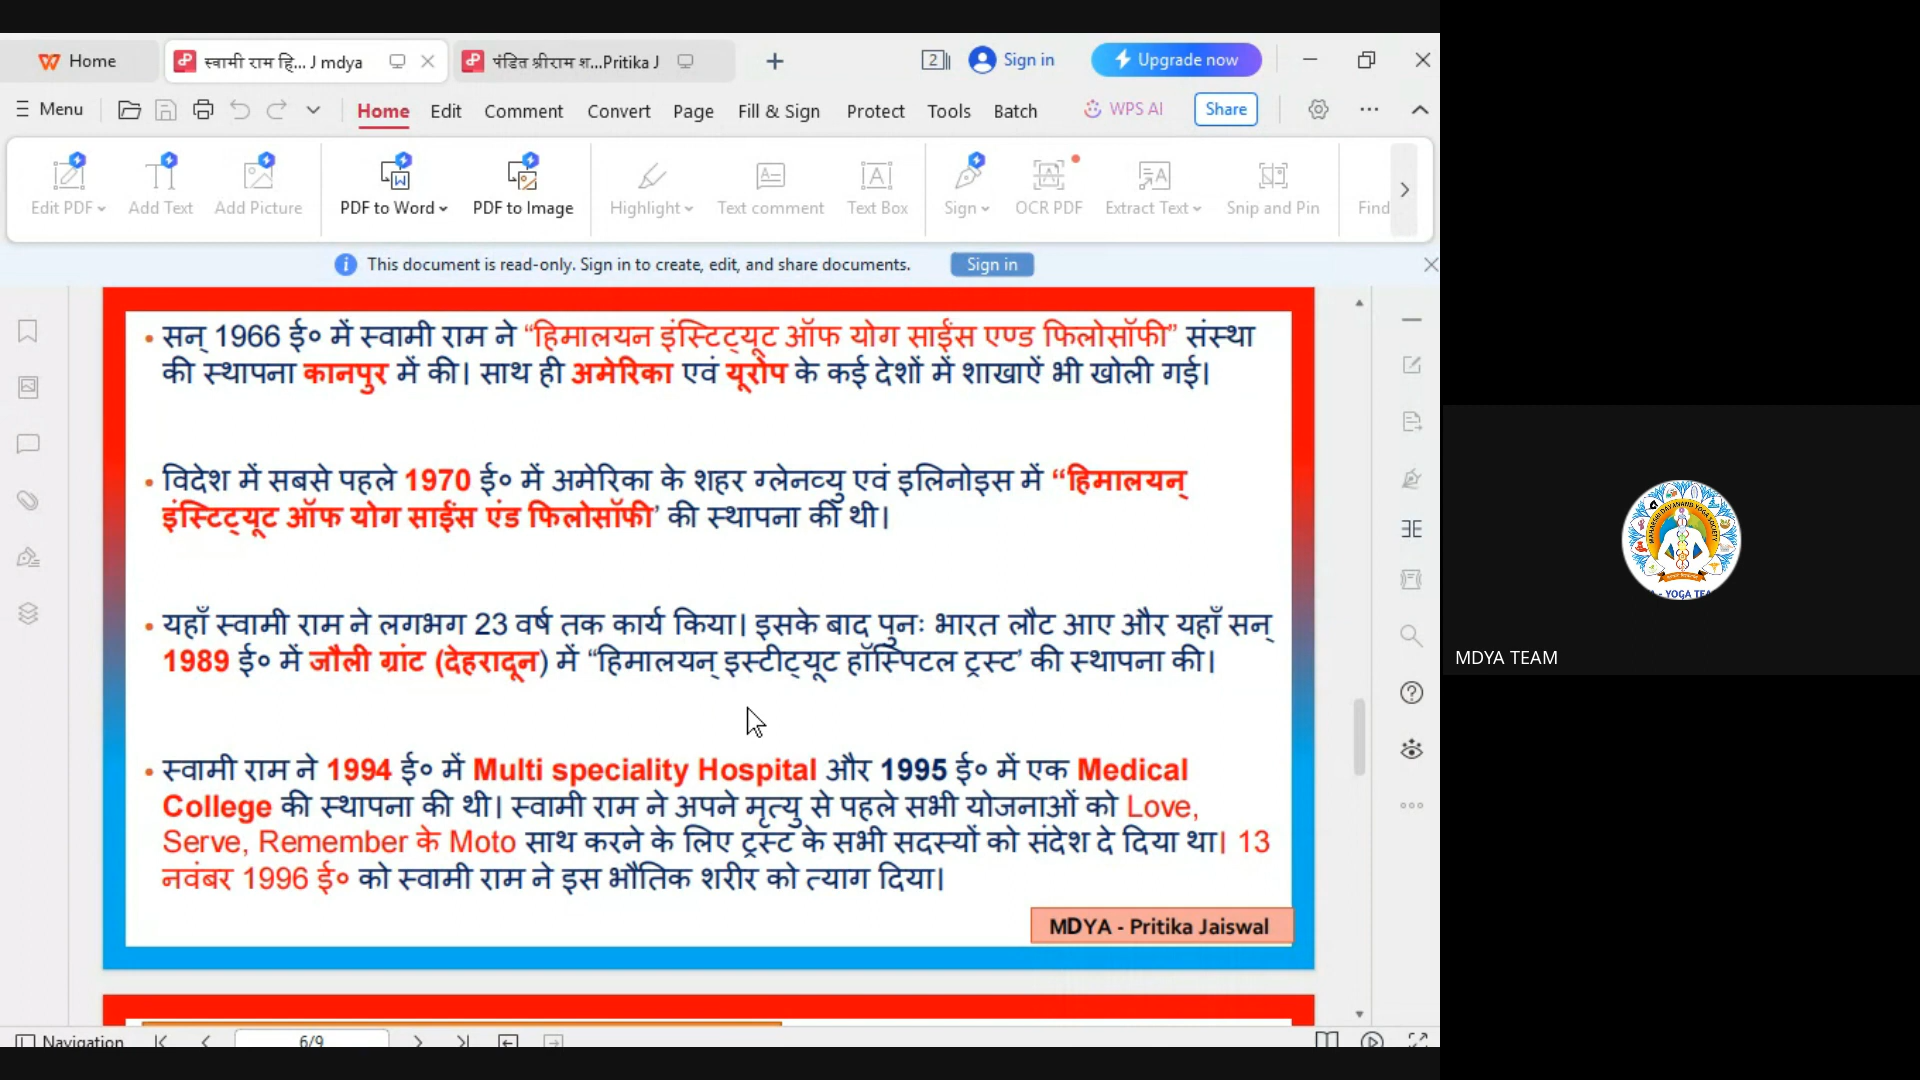 Home
स्वामी राम हि... J mdya
पंडित श्रीराम श...Pritika J
2
Sign in
Upgrade now
Menu
Home Edit Comment Convert Page Fill & Sign Protect Tools Batch
WPS AI
Share
Edit PDF Add Text Add Picture PDF to Word PDF to Image Highlight Text comment Text Box Sign OCR PDF Extract Text Snip and Pin Find
This document is read-only. Sign in to create, edit, and share documents. Sign in
• सन् 1966 ई० में स्वामी राम ने “हिमालयन इंस्टिट्यूट ऑफ योग साईंस एण्ड फिलोसॉफी” संस्था
की स्थापना कानपुर में की। साथ ही अमेरिका एवं यूरोप के कई देशों में शाखाऐं भी खोली गई।
• विदेश में सबसे पहले 1970 ई० में अमेरिका के शहर ग्लेनव्यु एवं इलिनोइस में “हिमालयन्
इंस्टिट्यूट ऑफ योग साईंस एंड फिलोसॉफी’ की स्थापना की थी।
• यहाँ स्वामी राम ने लगभग 23 वर्ष तक कार्य किया। इसके बाद पुनः भारत लौट आए और यहाँ सन्
1989 ई० में जौली ग्रांट (देहरादून) में “हिमालयन् इस्टीट्यूट हॉस्पिटल ट्रस्ट’ की स्थापना की।
• स्वामी राम ने 1994 ई० में Multi speciality Hospital और 1995 ई० में एक Medical
College की स्थापना की थी। स्वामी राम ने अपने मृत्यु से पहले सभी योजनाओं को Love,
Serve, Remember के Moto साथ करने के लिए ट्रस्ट के सभी सदस्यों को संदेश दे दिया था। 13
नवंबर 1996 ई० को स्वामी राम ने इस भौतिक शरीर को त्याग दिया।
MDYA - Pritika Jaiswal
Navigation
6/9
MDYA TEAM